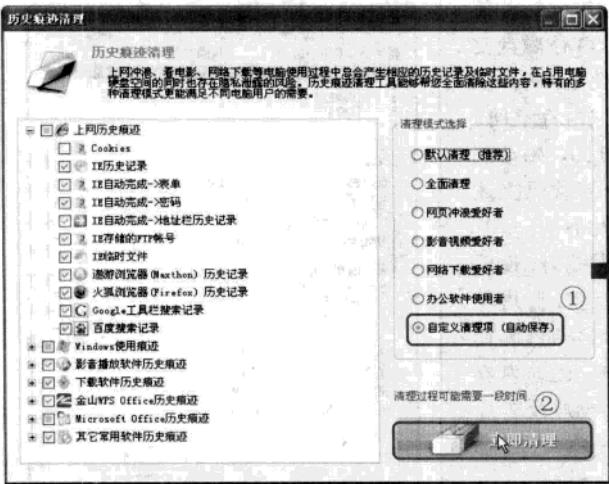 历史痕迹清理
历史痕迹清理
上网冲浪、看电影、网络下载等电脑使用过程中总会产生相应的历史记录及临时文件，在占用电脑
硬盘空间的同时也存在隐私泄露的风险。历史痕迹清理工具能够帮您全面清除这些内容，特有的多
种清理模式更能满足不同电脑用户的需要。
上网历史痕迹
Cookies
IE历史记录
IE自动完成->表单
IE自动完成->密码
IE自动完成->地址栏历史记录
IE存储的FTP帐号
IE临时文件
遨游浏览器(Maxthon) 历史记录
火狐浏览器(Firefox) 历史记录
Google工具栏搜索记录
百度搜索记录
Windows使用痕迹
影音播放软件历史痕迹
下载软件历史痕迹
金山WPS Office历史痕迹
Microsoft Office历史痕迹
其它常用软件历史痕迹
清理模式选择
默认清理 (推荐)
全面清理
网页冲浪爱好者
影音视频爱好者
网络下载爱好者
办公软件使用者
①
自定义清理项 (自动保存)
清理过程可能需要一段时间
②
立即清理